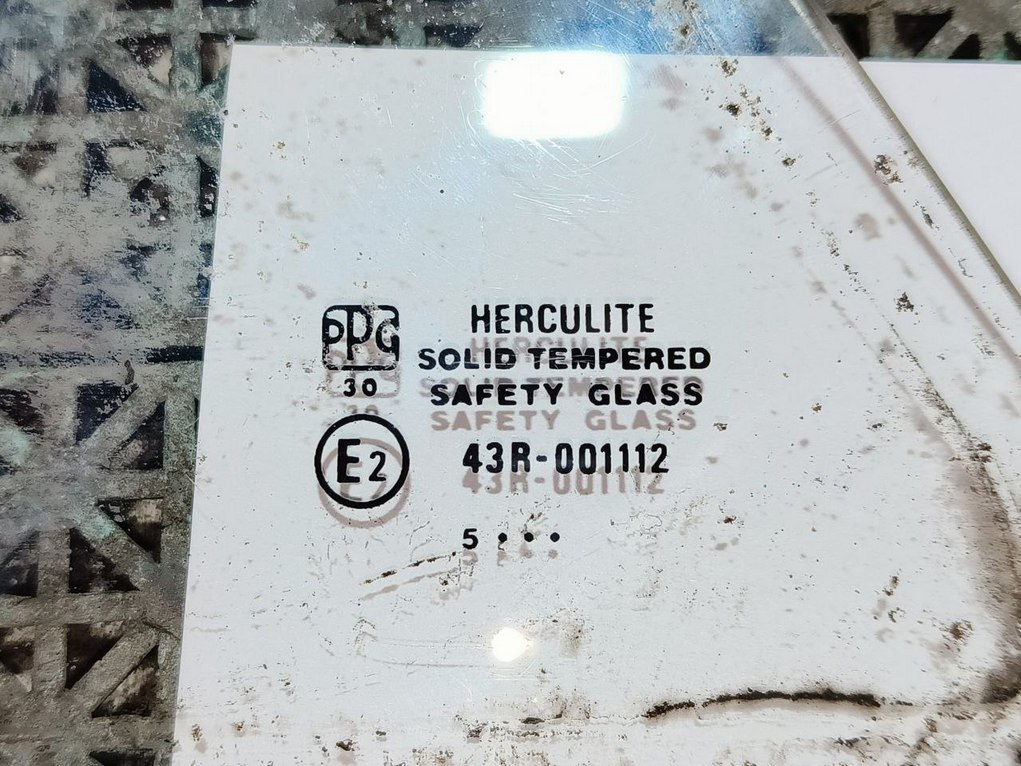 PPG
30
HERCULITE
SOLID TEMPERED
SAFETY GLASS
E2
43R-001112
5 • • •